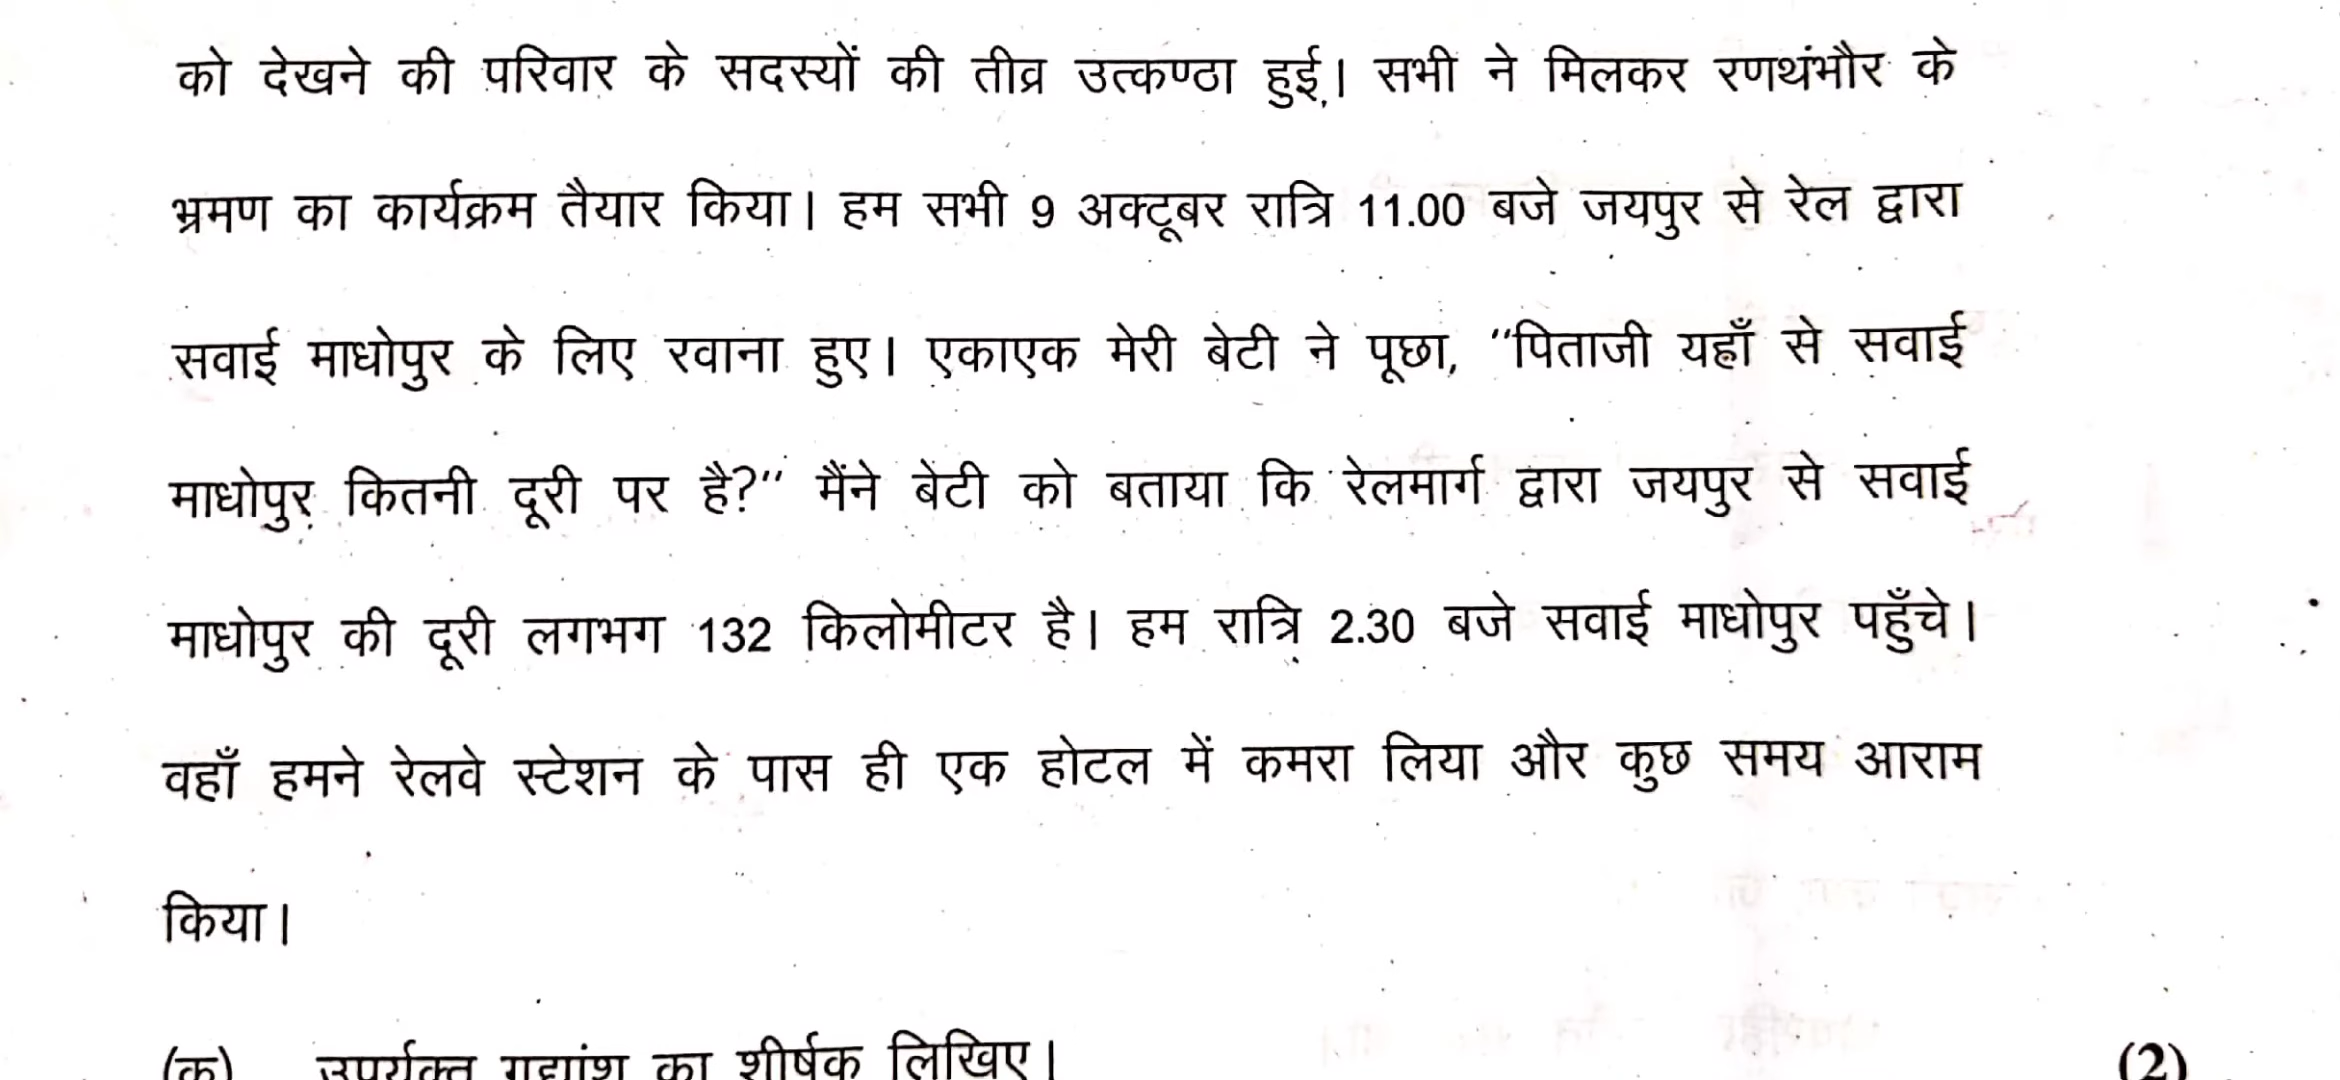 को देखने की परिवार के सदस्यों की तीव्र उत्कण्ठा हुई। सभी ने मिलकर रणथंभौर के
भ्रमण का कार्यक्रम तैयार किया। हम सभी 9 अक्टूबर रात्रि 11.00 बजे जयपुर से रेल द्वारा
सवाई माधोपुर के लिए रवाना हुए। एकाएक मेरी बेटी ने पूछा, "पिताजी यहाँ से सवाई
माधोपुर कितनी दूरी पर है?" मैंने बेटी को बताया कि रेलमार्ग द्वारा जयपुर से सवाई
माधोपुर की दूरी लगभग 132 किलोमीटर है। हम रात्रि 2.30 बजे सवाई माधोपुर पहुँचे।
वहाँ हमने रेलवे स्टेशन के पास ही एक होटल में कमरा लिया और कुछ समय आराम
किया।
(क) उपर्युक्त गद्यांश का शीर्षक लिखिए। (2)